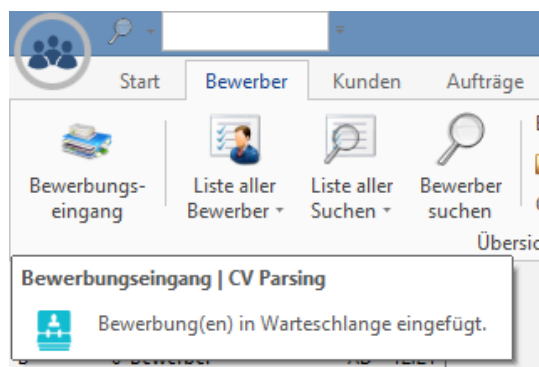 Start Bewerber Kunden Aufträge
Bewerbungs- Liste aller Liste aller Bewerber
eingang Bewerber Suchen suchen
Bewerbungseingang | CV Parsing
Bewerbung(en) in Warteschlange eingefügt.